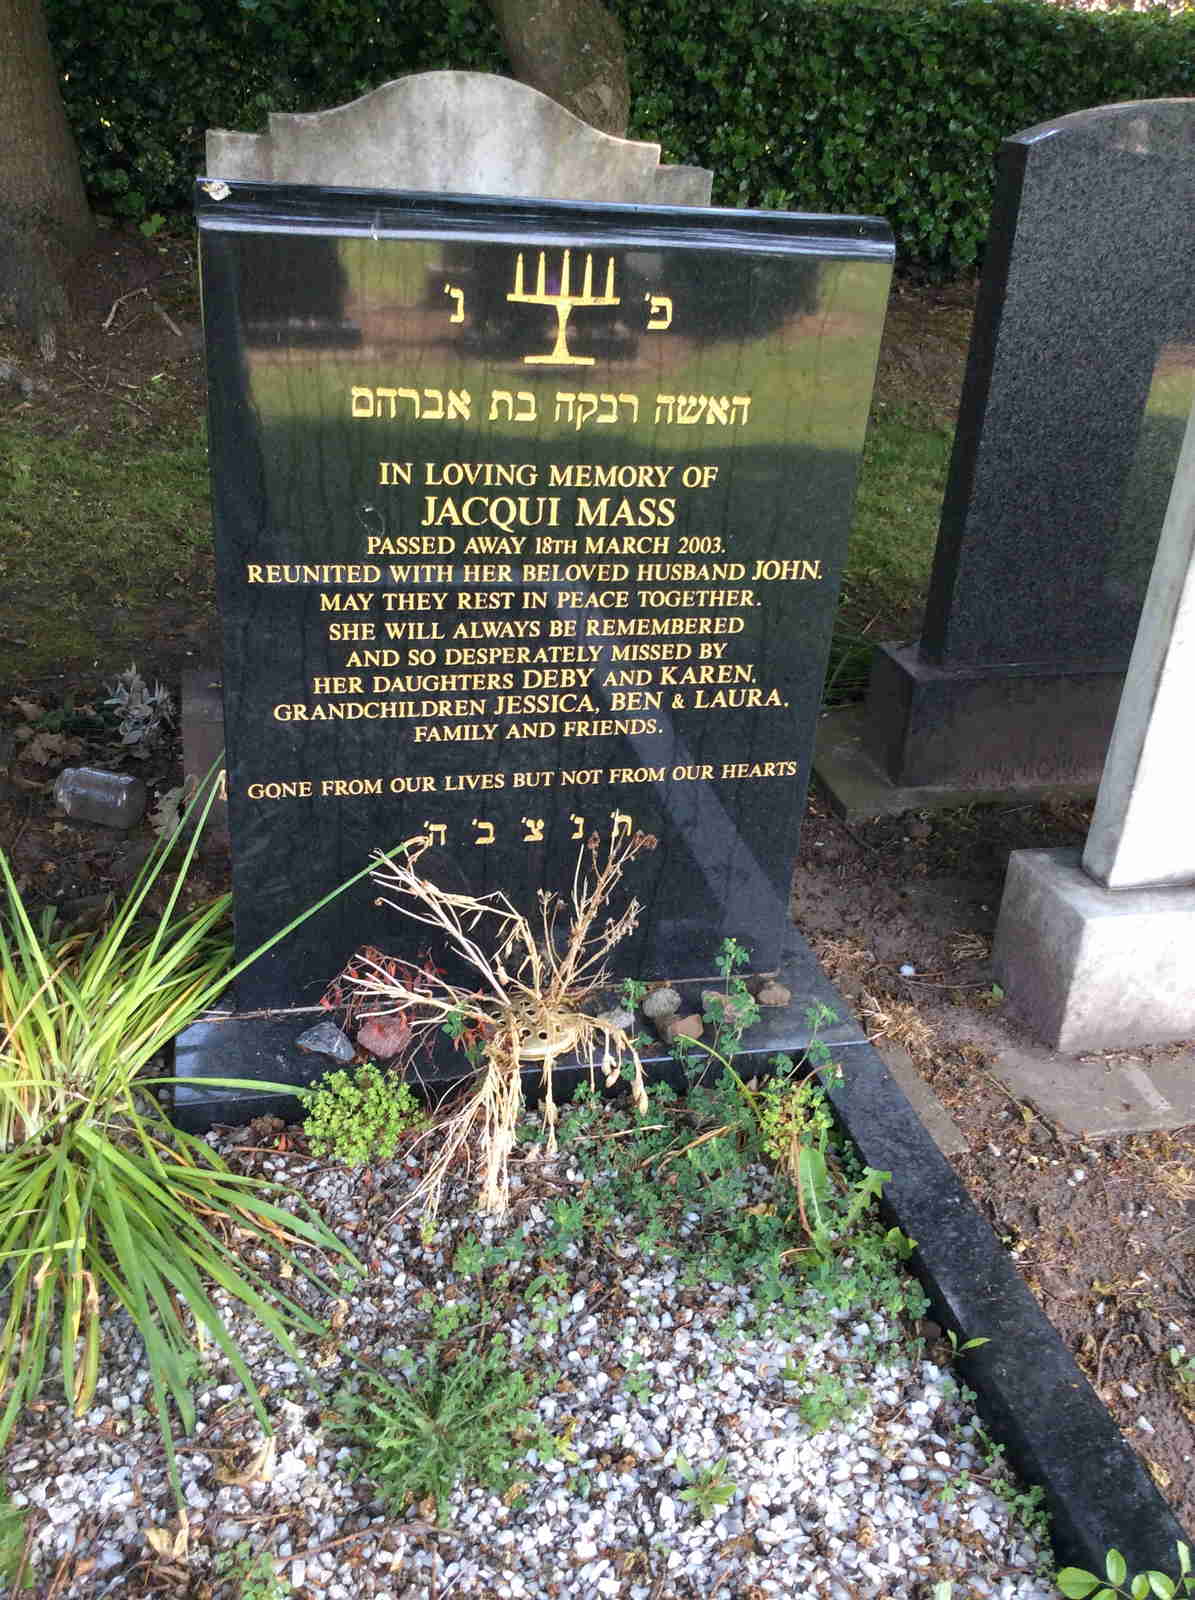 פ' נ'
האשה רבקה בת אברהם
IN LOVING MEMORY OF
JACQUI MASS
PASSED AWAY 18TH MARCH 2003.
REUNITED WITH HER BELOVED HUSBAND JOHN.
MAY THEY REST IN PEACE TOGETHER.
SHE WILL ALWAYS BE REMEMBERED
AND SO DESPERATELY MISSED BY
HER DAUGHTERS DEBY AND KAREN.
GRANDCHILDREN JESSICA, BEN & LAURA.
FAMILY AND FRIENDS.
GONE FROM OUR LIVES BUT NOT FROM OUR HEARTS
ת' נ' צ' ב' ה'